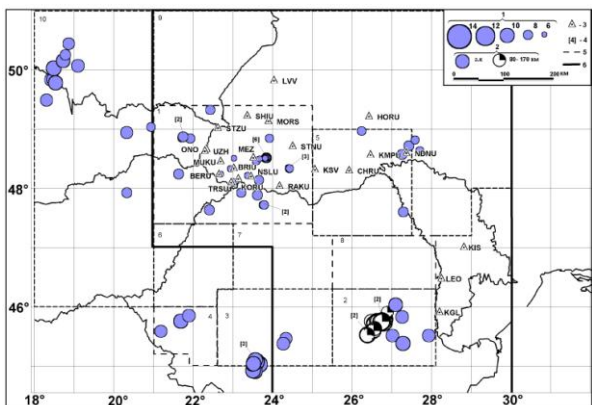 10
9
1
14 12 10 8 6
- 3
[4] - 4
- 5
- 6
2
80- 170 км
0 100 200 км
50°
LVV
SHIU
MORS
HORU
[2]
STZU
1
5
ONO
UZH
MEZ
[6]
STNU
KMPU
NDNU
MUKU
BRIU
[3]
KSV
CHRU
48°
BERU
NSLU
TRSU
KORU
RAKU
[2]
6
7
8
KIS
LEO
46°
4
3
2
[2]
[3]
KGL
[2]
18° 20 22 24 26 28° 30°